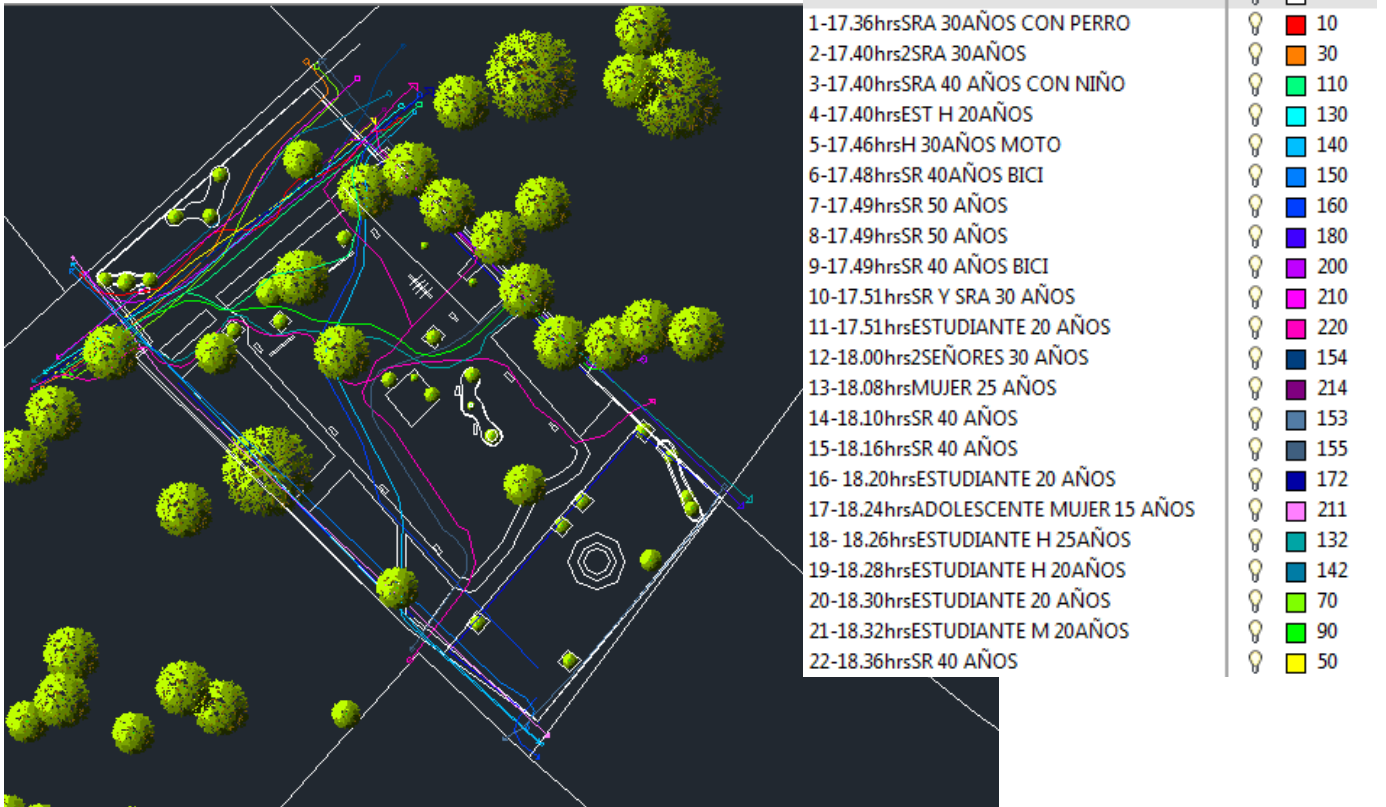 1-17.36hrsSRA 30AÑOS CON PERRO 10
2-17.40hrs2SRA 30AÑOS 30
3-17.40hrsSRA 40 AÑOS CON NIÑO 110
4-17.40hrsEST H 20AÑOS 130
5-17.46hrsH 30AÑOS MOTO 140
6-17.48hrsSR 40AÑOS BICI 150
7-17.49hrsSR 50 AÑOS 160
8-17.49hrsSR 50 AÑOS 180
9-17.49hrsSR 40 AÑOS BICI 200
10-17.51hrsSR Y SRA 30 AÑOS 210
11-17.51hrsESTUDIANTE 20 AÑOS 220
12-18.00hrs2SEÑORES 30 AÑOS 154
13-18.08hrsMUJER 25 AÑOS 214
14-18.10hrsSR 40 AÑOS 153
15-18.16hrsSR 40 AÑOS 155
16- 18.20hrsESTUDIANTE 20 AÑOS 172
17-18.24hrsADOLESCENTE MUJER 15 AÑOS 211
18- 18.26hrsESTUDIANTE H 25AÑOS 132
19-18.28hrsESTUDIANTE H 20AÑOS 142
20-18.30hrsESTUDIANTE 20 AÑOS 70
21-18.32hrsESTUDIANTE M 20AÑOS 90
22-18.36hrsSR 40 AÑOS 50